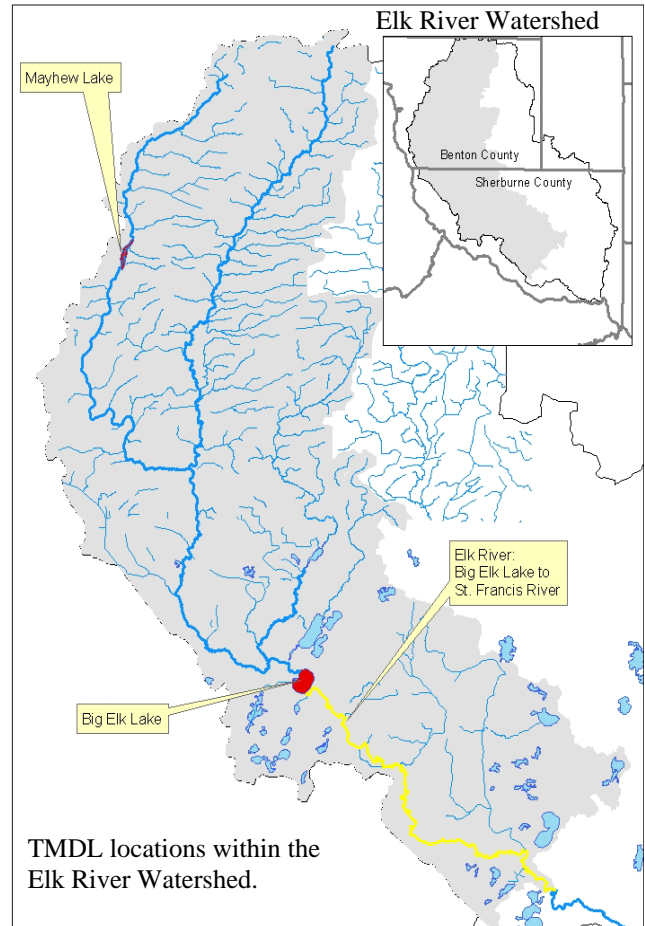 Elk River Watershed
Mayhew Lake
Benton County
Sherburne County
Elk River:
Big Elk Lake to
St. Francis River
Big Elk Lake
TMDL locations within the
Elk River Watershed.